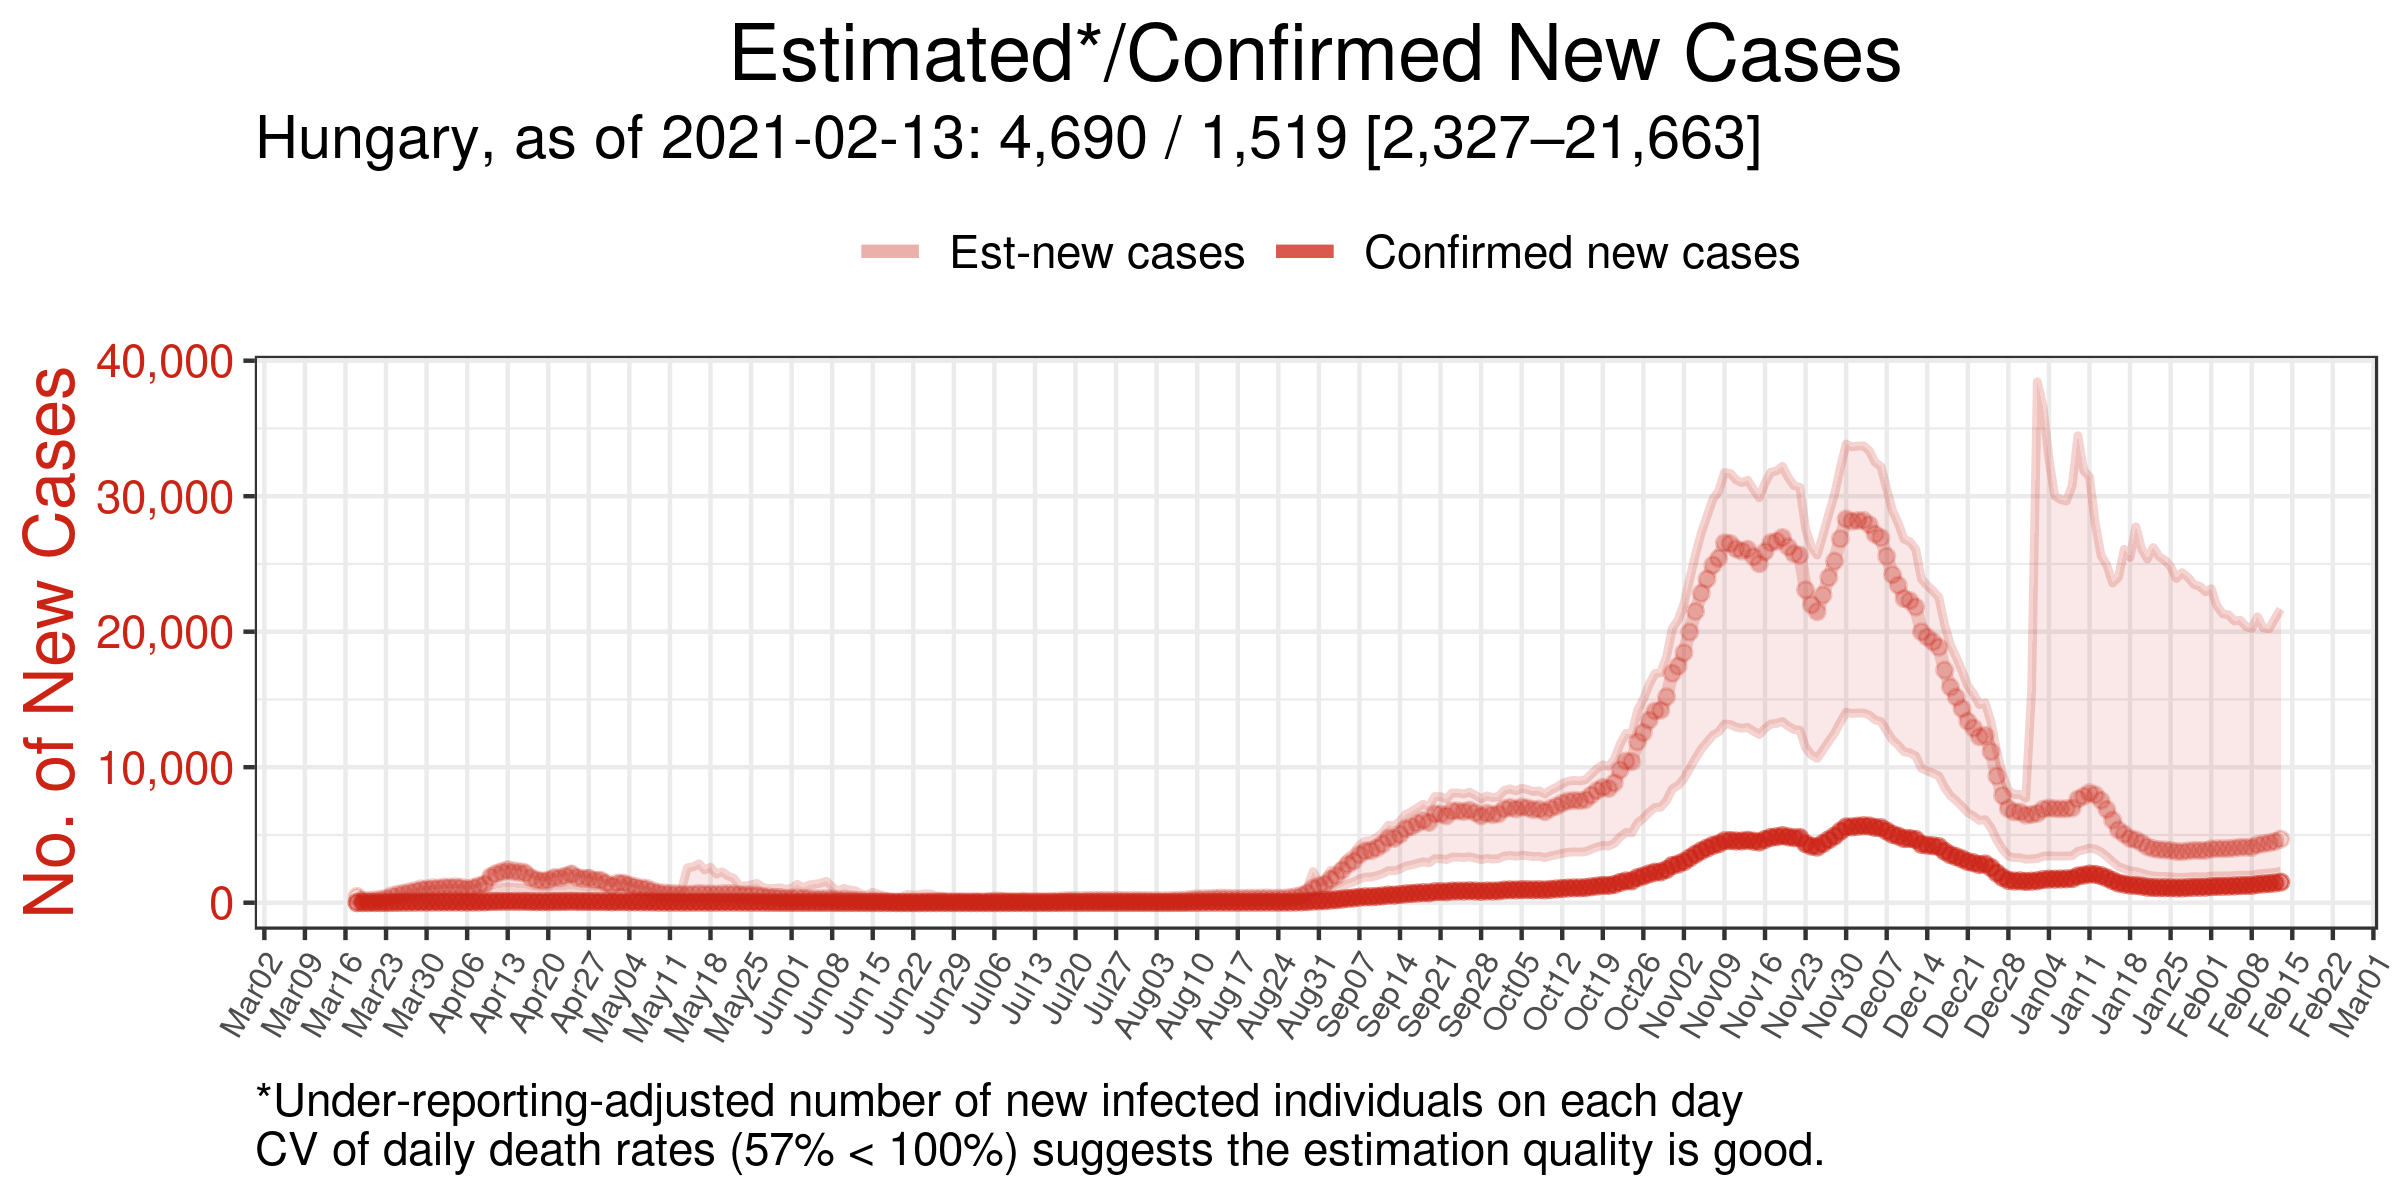 Estimated*/Confirmed New Cases
Hungary, as of 2021-02-13: 4,690 / 1,519 [2,327–21,663]
Est-new cases Confirmed new cases
No. of New Cases
40,000
30,000
20,000
10,000
0
Mar02 Mar09 Mar16 Mar23 Mar30 Apr06 Apr13 Apr20 Apr27 May04 May11 May18 May25 Jun01 Jun08 Jun15 Jun22 Jun29 Jul06 Jul13 Jul20 Jul27 Aug03 Aug10 Aug17 Aug24 Aug31 Sep07 Sep14 Sep21 Sep28 Oct05 Oct12 Oct19 Oct26 Nov02 Nov09 Nov16 Nov23 Nov30 Dec07 Dec14 Dec21 Dec28 Jan04 Jan11 Jan18 Jan25 Feb01 Feb08 Feb15 Feb22 Mar01
*Under-reporting-adjusted number of new infected individuals on each day
CV of daily death rates (57% < 100%) suggests the estimation quality is good.